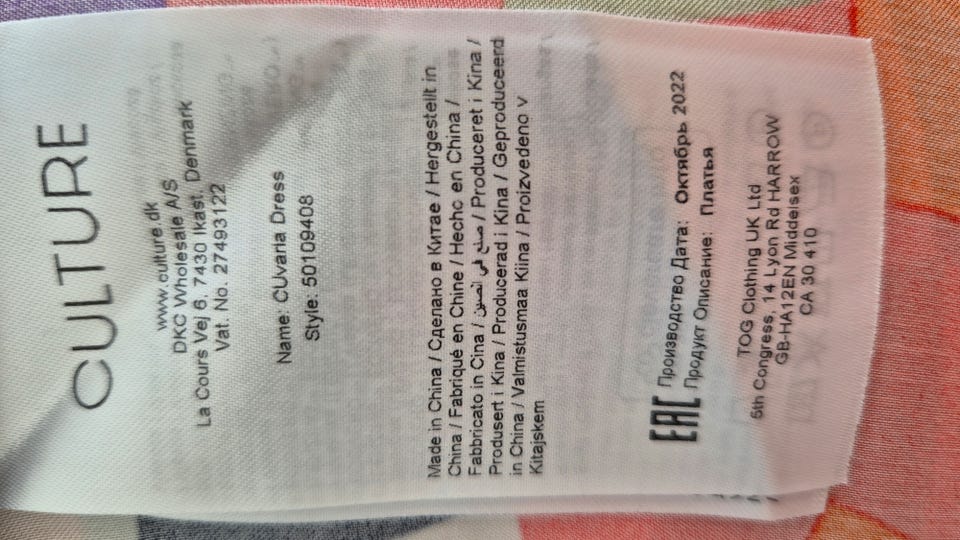 CULTURE
www.culture.dk
DKC Wholesale A/S
La Cours Vej 6, 7430 Ikast, Denmark
Vat. No. 27493122
Name: CUvaria Dress
Style: 50109408
Made in China / Сделано в Китае / Hergestellt in
China / Fabriqué en Chine / Hecho en China /
Fabbricato in Cina / صنع في الصين / Produceret i Kina /
Produsert i Kina / Producerad i Kina / Geproduceerd
in China / Valmistusmaa Kiina / Proizvedeno v
Kitajskem
EAC Производство Дата: Октябрь 2022
Продукт Описание: Платья
TOG Clothing UK Ltd
5th Congress, 14 Lyon Rd HARROW
GB-HA12EN Middelsex
CA 30 410